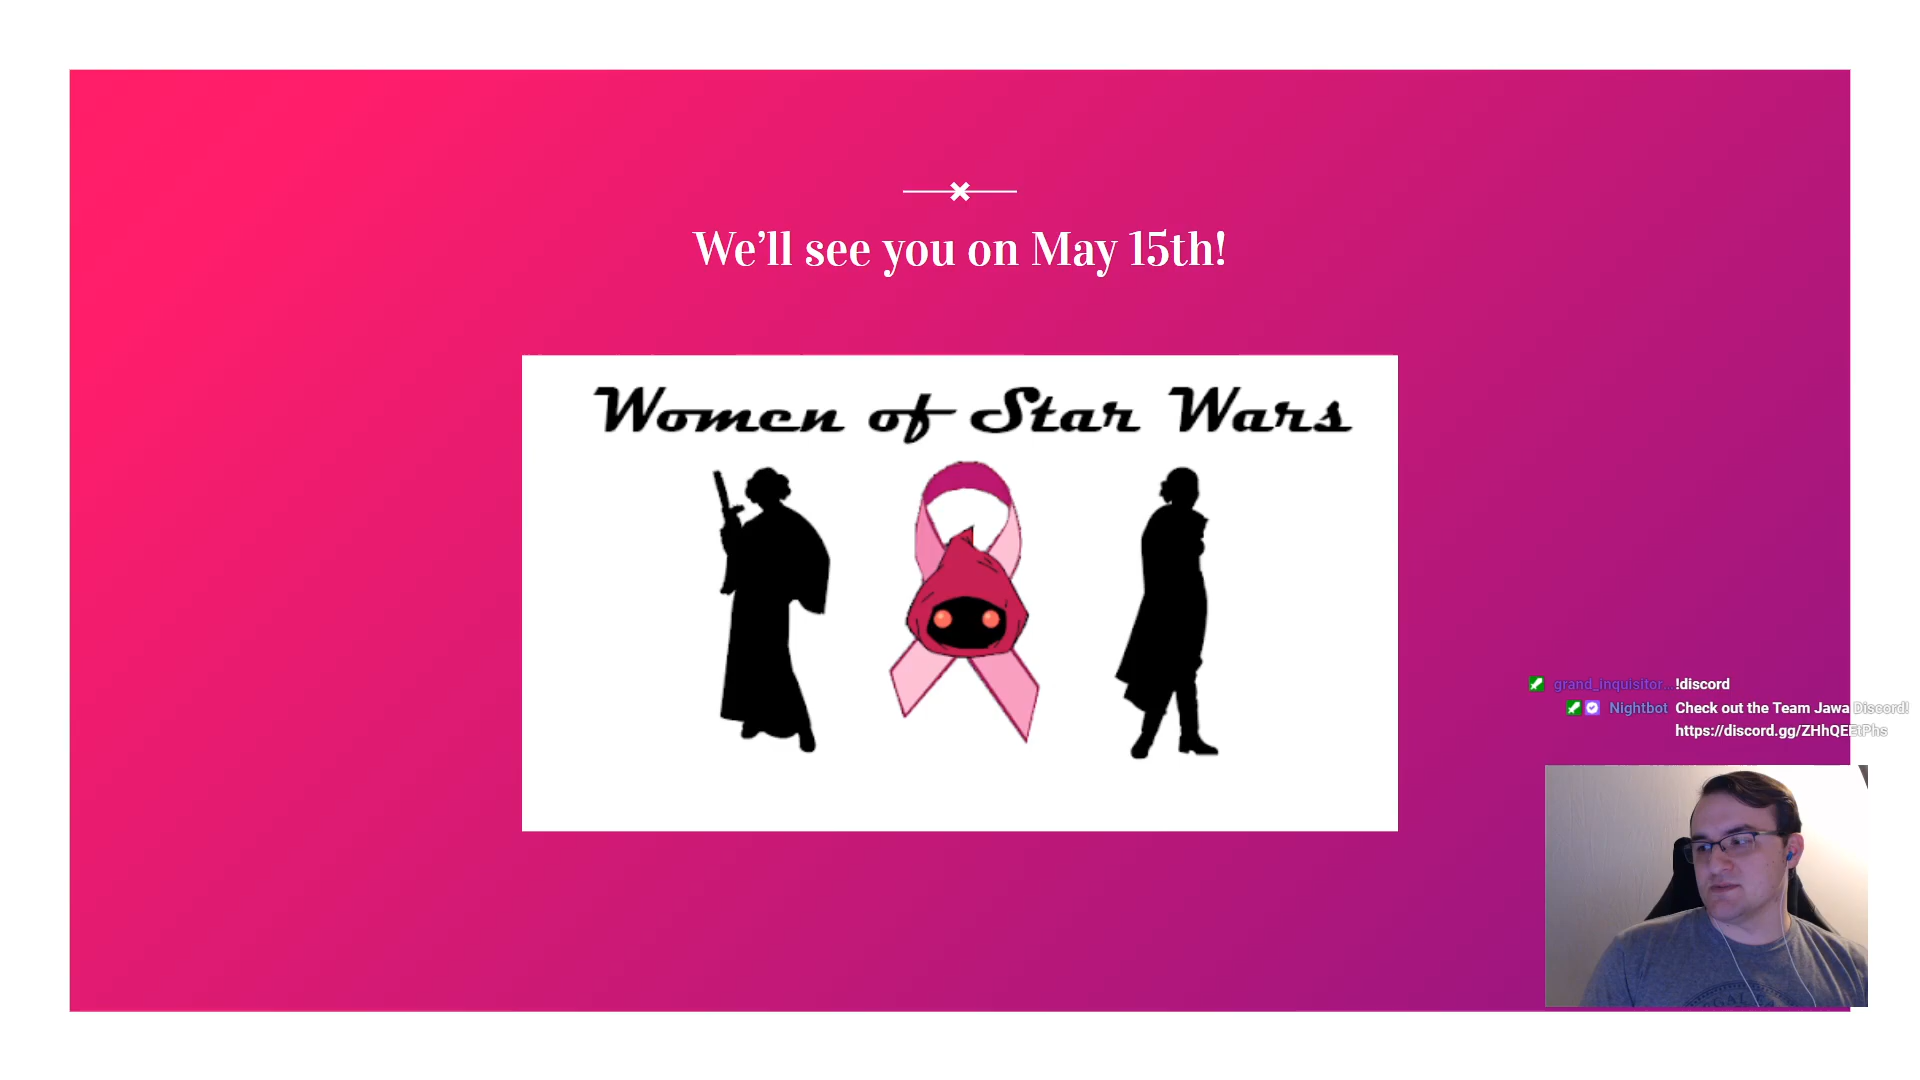 We’ll see you on May 15th!
Women of Star Wars
grand_inquisitor... !discord
Nightbot Check out the Team Jawa Discord!
https://discord.gg/ZHhQEEtPhs